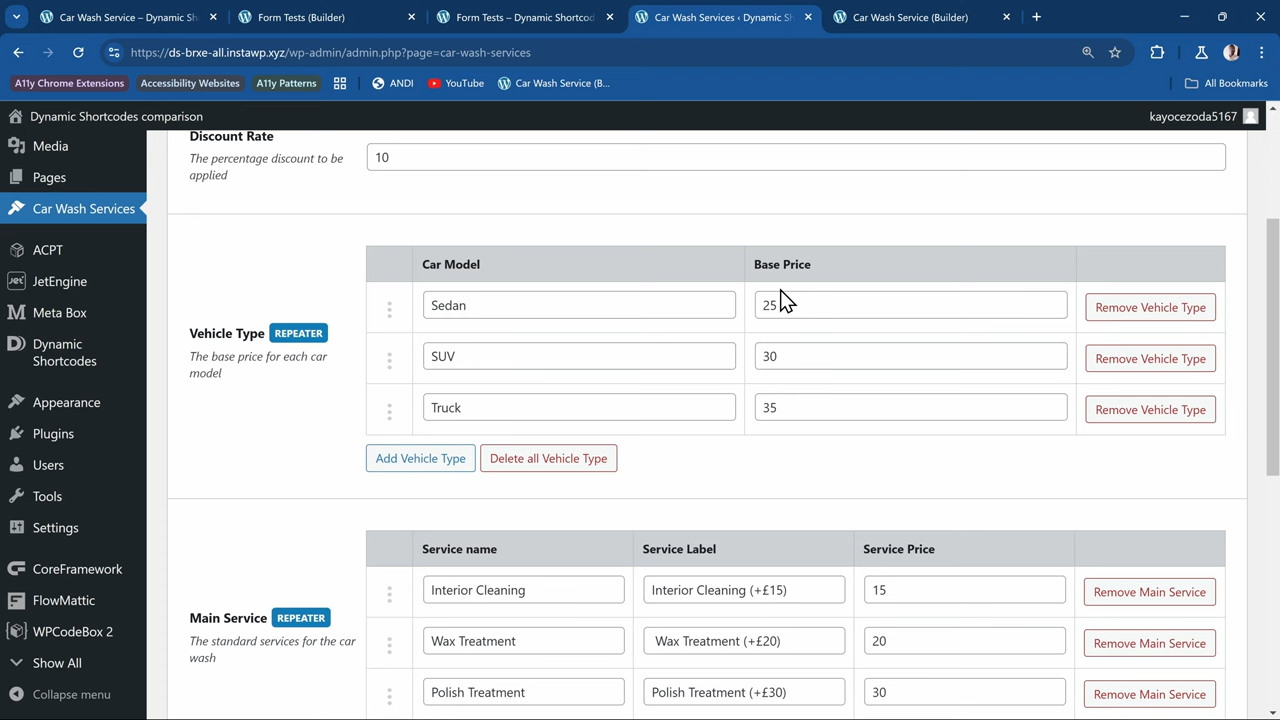 Car Wash Service – Dynamic Sh
Form Tests (Builder)
Form Tests – Dynamic Shortcod
Car Wash Services ‹ Dynamic Sh
Car Wash Service (Builder)
https://ds-brxe-all.instawp.xyz/wp-admin/admin.php?page=car-wash-services
A11y Chrome Extensions
Accessibility Websites
A11y Patterns
ANDI
YouTube
Car Wash Service (B...
All Bookmarks
Dynamic Shortcodes comparison
kayocezoda5167
Media
Pages
Car Wash Services
ACPT
JetEngine
Meta Box
Dynamic
Shortcodes
Appearance
Plugins
Users
Tools
Settings
CoreFramework
FlowMattic
WPCodeBox 2
Show All
Collapse menu
Discount Rate
The percentage discount to be
applied
10
Vehicle Type REPEATER
The base price for each car
model
Car Model
Base Price
Sedan
25
Remove Vehicle Type
SUV
30
Remove Vehicle Type
Truck
35
Remove Vehicle Type
Add Vehicle Type
Delete all Vehicle Type
Main Service REPEATER
The standard services for the car
wash
Service name
Service Label
Service Price
Interior Cleaning
Interior Cleaning (+£15)
15
Remove Main Service
Wax Treatment
Wax Treatment (+£20)
20
Remove Main Service
Polish Treatment
Polish Treatment (+£30)
30
Remove Main Service